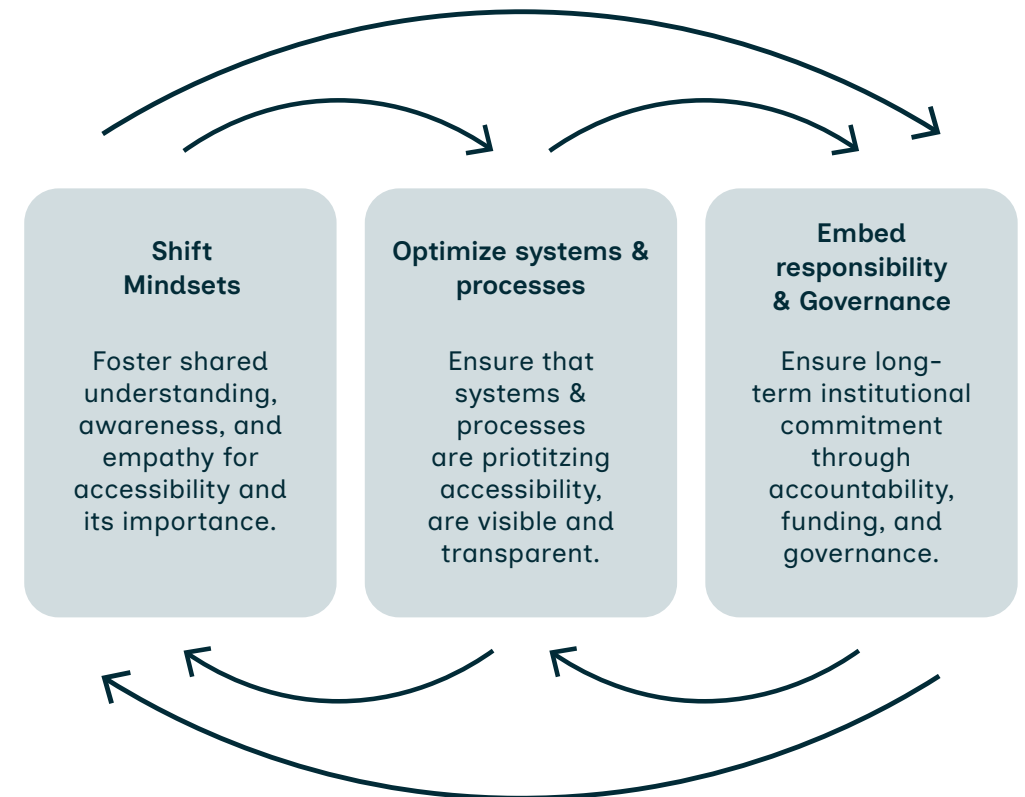 Shift
Mindsets
Foster shared
understanding,
awareness, and
empathy for
accessibility and
its importance.
Optimize systems &
processes
Ensure that
systems &
processes
are priotitzing
accessibility,
are visible and
transparent.
Embed
responsibility
& Governance
Ensure long-
term institutional
commitment
through
accountability,
funding, and
governance.